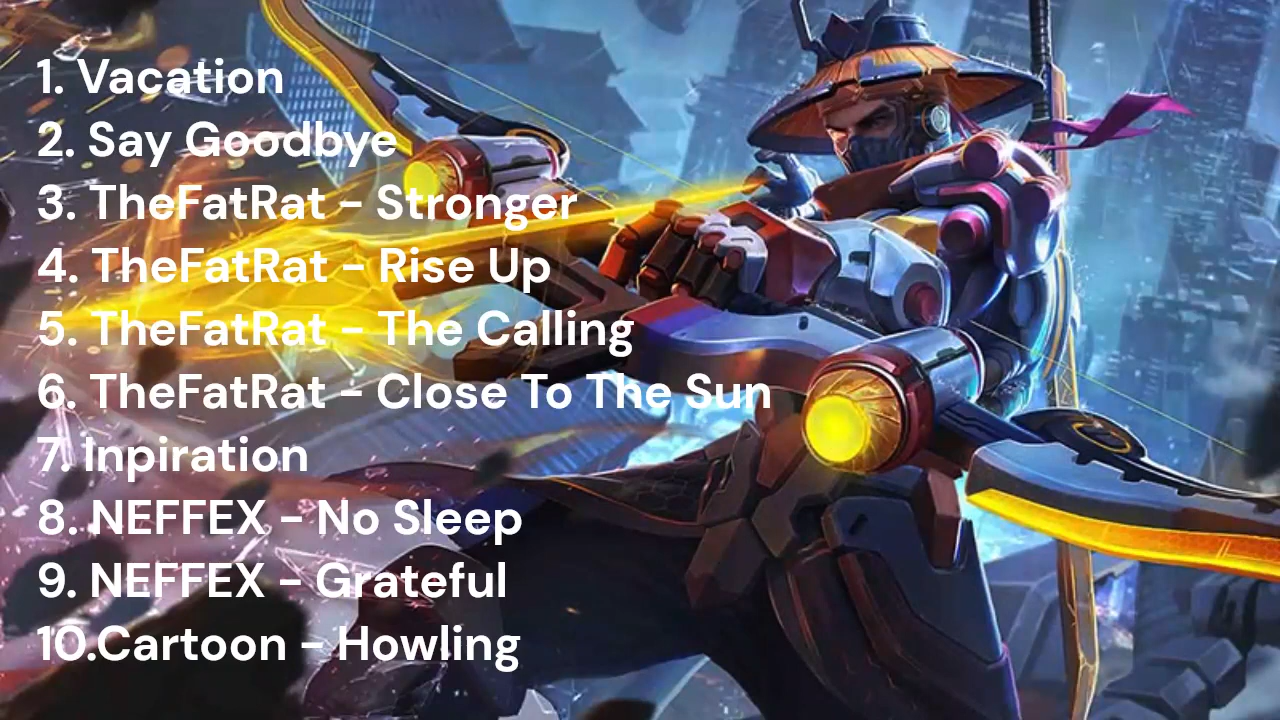 1. Vacation
2. Say Goodbye
3. TheFatRat - Stronger
4. TheFatRat - Rise Up
5. TheFatRat - The Calling
6. TheFatRat - Close To The Sun
7. Inpiration
8. NEFFEX - No Sleep
9. NEFFEX - Grateful
10.Cartoon - Howling